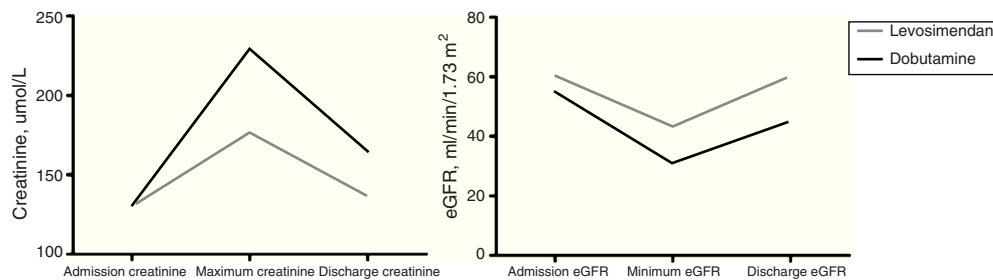 Creatinine, umol/L
250
200
150
100
Admission creatinine Maximum creatinine Discharge creatinine
eGFR, ml/min/1.73 m²
80
60
40
20
0
Admission eGFR Minimum eGFR Discharge eGFR
Levosimendan
Dobutamine